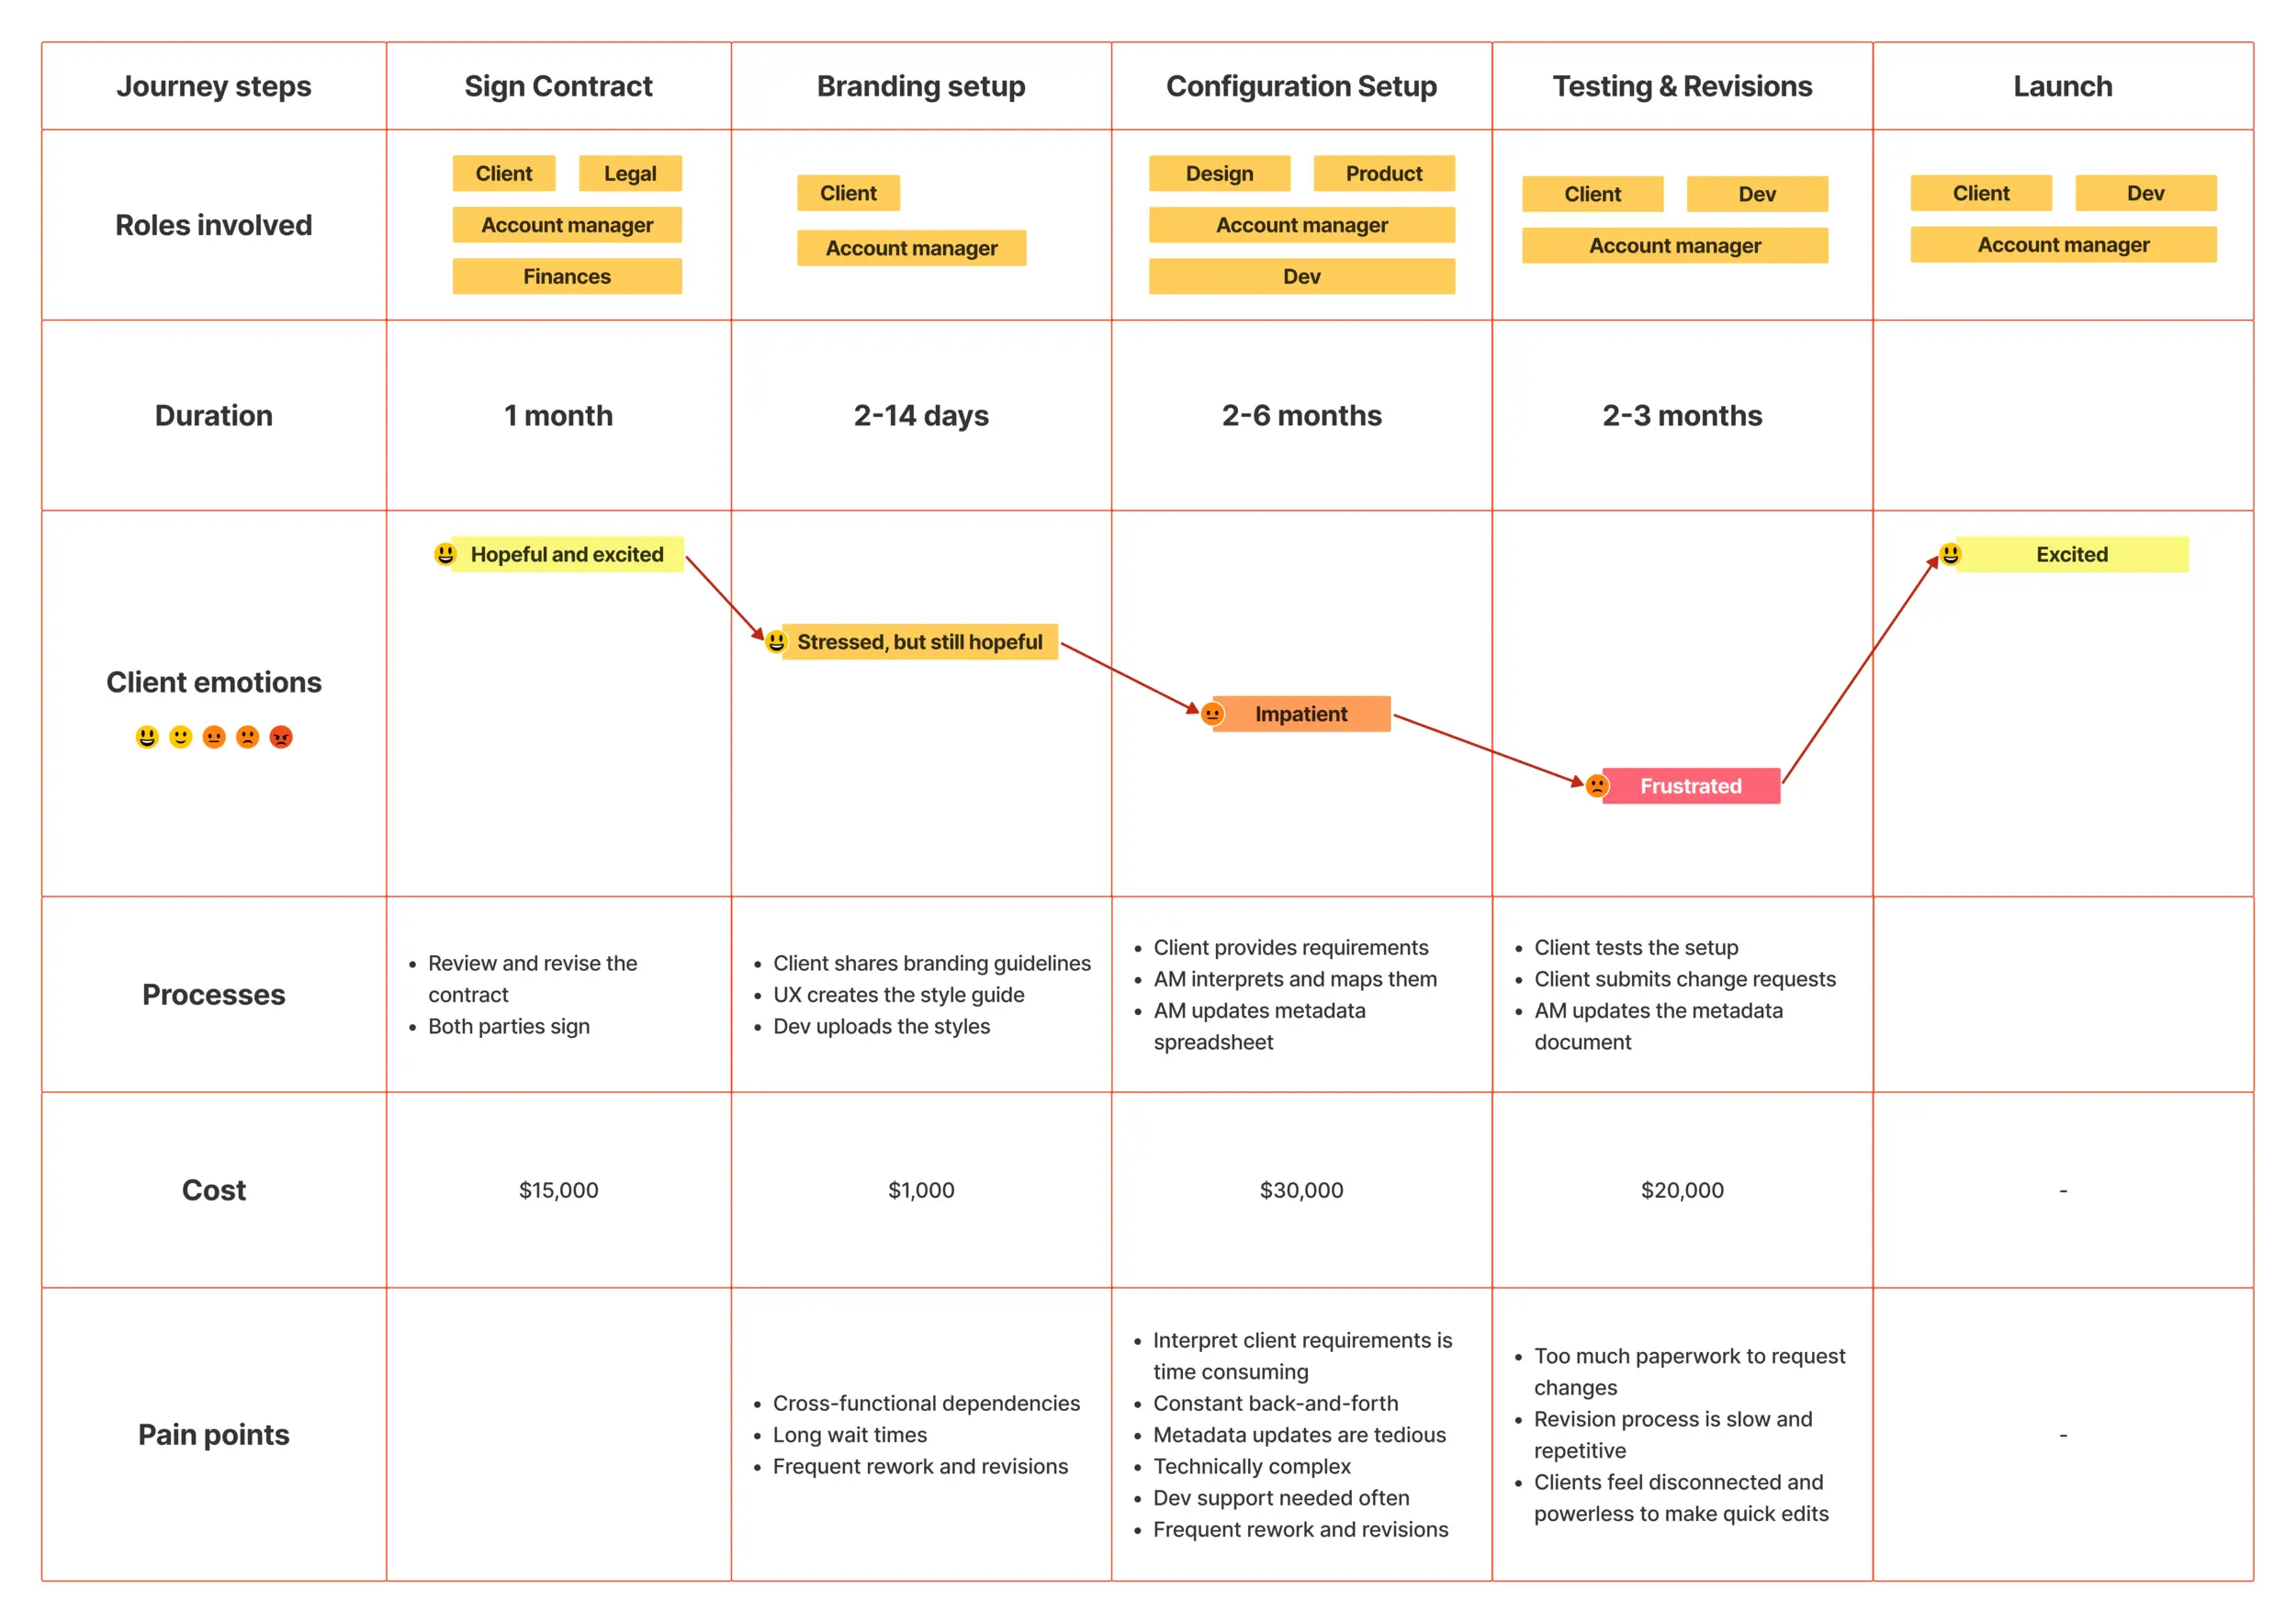 Journey steps
Sign Contract
Branding setup
Configuration Setup
Testing & Revisions
Launch
Roles involved
Client
Legal
Account manager
Finances
Client
Account manager
Design
Product
Account manager
Dev
Client
Dev
Account manager
Client
Dev
Account manager
Duration
1 month
2-14 days
2-6 months
2-3 months
Client emotions
Hopeful and excited
Stressed, but still hopeful
Impatient
Frustrated
Excited
Processes
• Review and revise the
contract
• Both parties sign
• Client shares branding guidelines
• UX creates the style guide
• Dev uploads the styles
• Client provides requirements
• AM interprets and maps them
• AM updates metadata
spreadsheet
• Client tests the setup
• Client submits change requests
• AM updates the metadata
document
Cost
$15,000
$1,000
$30,000
$20,000
-
Pain points
• Cross-functional dependencies
• Long wait times
• Frequent rework and revisions
• Interpret client requirements is
time consuming
• Constant back-and-forth
• Metadata updates are tedious
• Technically complex
• Dev support needed often
• Frequent rework and revisions
• Too much paperwork to request
changes
• Revision process is slow and
repetitive
• Clients feel disconnected and
powerless to make quick edits
-